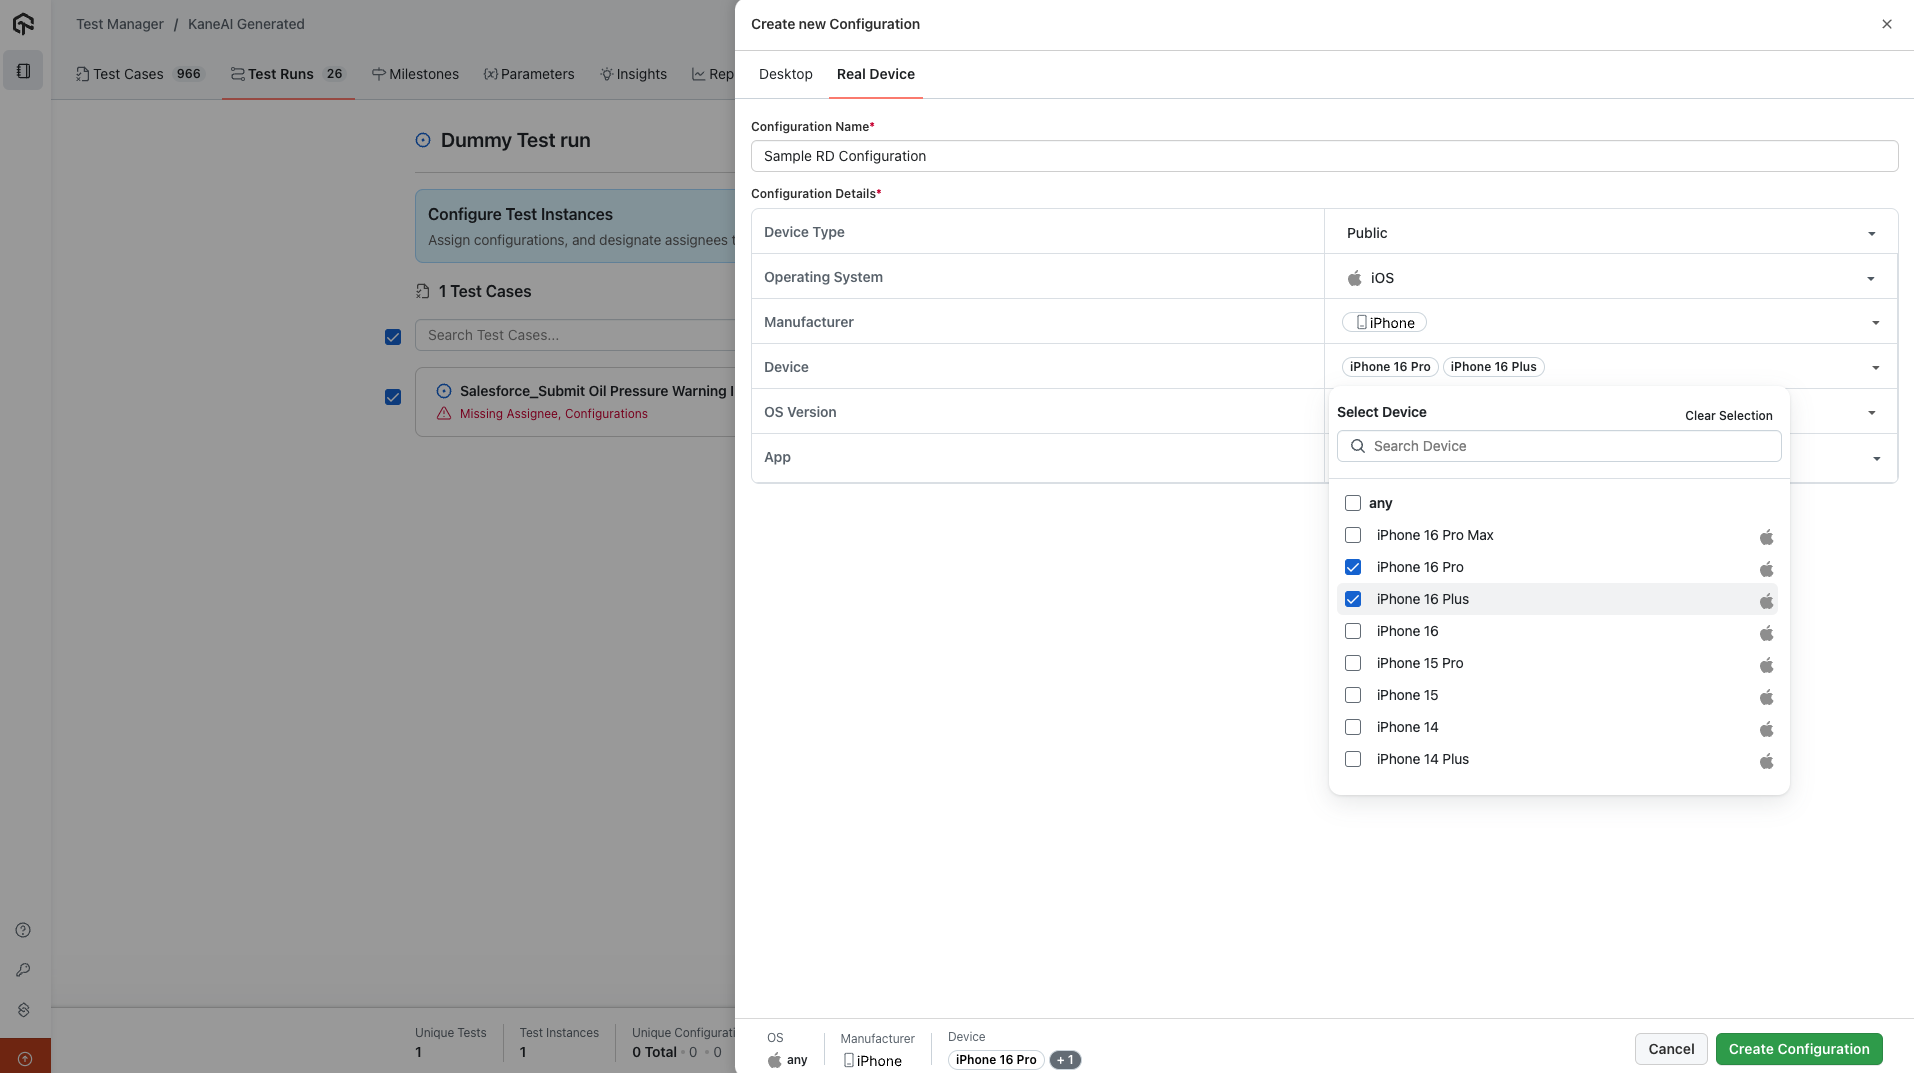 Test Manager / KaneAI Generated
Test Cases 966 Test Runs 26 Milestones {x} Parameters Insights Rep
Dummy Test run
Configure Test Instances
Assign configurations, and designate assignees t
1 Test Cases
Search Test Cases...
Salesforce_Submit Oil Pressure Warning I
Missing Assignee, Configurations
Unique Tests
1
Test Instances
1
Unique Configurati
0 Total • 0 • 0
Create new Configuration
Desktop Real Device
Configuration Name*
Sample RD Configuration
Configuration Details*
Device Type Public
Operating System iOS
Manufacturer iPhone
Device iPhone 16 Pro iPhone 16 Plus
OS Version
App
Select Device Clear Selection
Search Device
any
iPhone 16 Pro Max
iPhone 16 Pro
iPhone 16 Plus
iPhone 16
iPhone 15 Pro
iPhone 15
iPhone 14
iPhone 14 Plus
OS
any
Manufacturer
iPhone
Device
iPhone 16 Pro + 1
Cancel Create Configuration